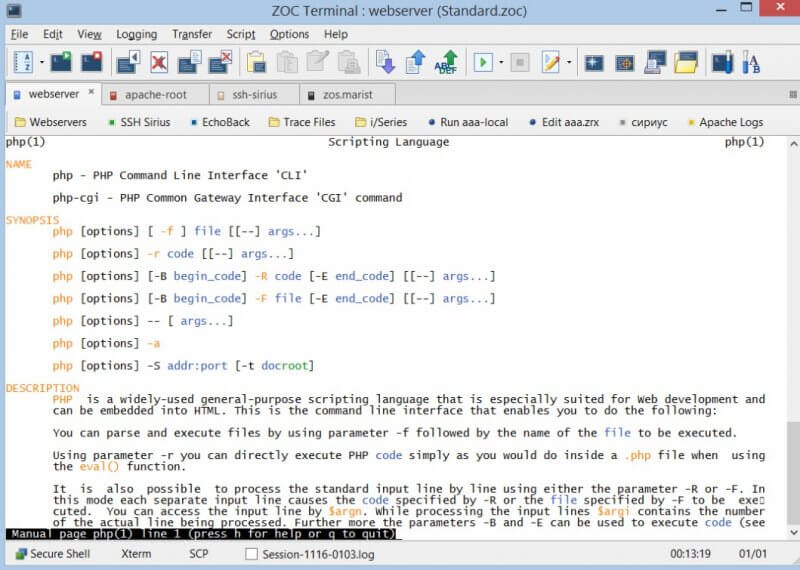 ZOC Terminal : webserver (Standard.zoc)
File Edit View Logging Transfer Script Options Help
webserver apache-root ssh-sirius zos.marist
Webservers SSH Sirius EchoBack Trace Files i/Series Run aaa-local Edit aaa.zrx сириус Apache Logs
php(1) Scripting Language php(1)
NAME
php - PHP Command Line Interface 'CLI'
php-cgi - PHP Common Gateway Interface 'CGI' command
SYNOPSIS
php [options] [ -f ] file [[--] args...]
php [options] -r code [[--] args...]
php [options] [-B begin_code] -R code [-E end_code] [[--] args...]
php [options] [-B begin_code] -F file [-E end_code] [[--] args...]
php [options] -- [ args...]
php [options] -a
php [options] -S addr:port [-t docroot]
DESCRIPTION
PHP is a widely-used general-purpose scripting language that is especially suited for Web development and
can be embedded into HTML. This is the command line interface that enables you to do the following:
You can parse and execute files by using parameter -f followed by the name of the file to be executed.
Using parameter -r you can directly execute PHP code simply as you would do inside a .php file when using
the eval() function.
It is also possible to process the standard input line by line using either the parameter -R or -F. In
this mode each separate input line causes the code specified by -R or the file specified by -F to be exe▯
cuted. You can access the input line by $argn. While processing the input lines $argi contains the number
of the actual line being processed. Further more the parameters -B and -E can be used to execute code (see
Manual page php(1) line 1 (press h for help or q to quit)
Secure Shell Xterm SCP Session-1116-0103.log 00:13:19 01/01